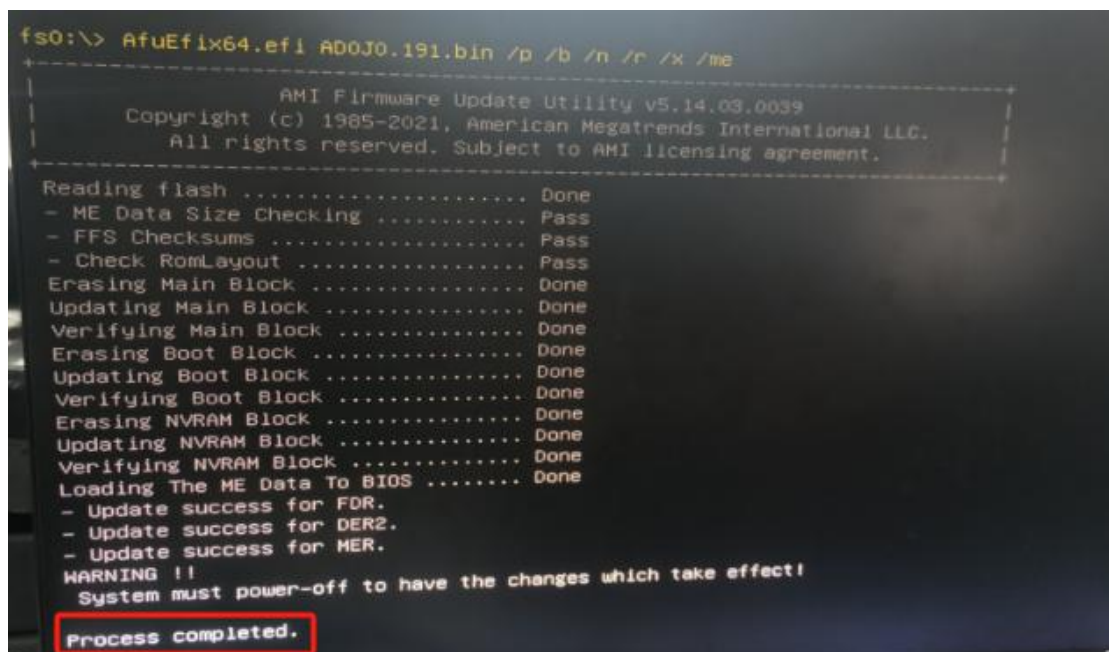 fs0:\> AfuEfix64.efi ADOJO.191.bin /p /b /n /r /x /me
+---------------------------------------------------------------------------+
AMI Firmware Update Utility v5.14.03.0039
Copyright (c) 1985-2021, American Megatrends International LLC.
All rights reserved. Subject to AMI licensing agreement.
+---------------------------------------------------------------------------+
Reading flash ...................... Done
- ME Data Size Checking ............ Pass
- FFS Checksums .................... Pass
- Check RomLayout .................. Pass
Erasing Main Block ................. Done
Updating Main Block ................ Done
Verifying Main Block ............... Done
Erasing Boot Block ................. Done
Updating Boot Block ................ Done
Verifying Boot Block ............... Done
Erasing NVRAM Block ................ Done
Updating NVRAM Block ............... Done
Verifying NVRAM Block .............. Done
Loading The ME Data To BIOS ........ Done
- Update success for FDR.
- Update success for DER2.
- Update success for MER.
WARNING !!
System must power-off to have the changes which take effect!
Process completed.